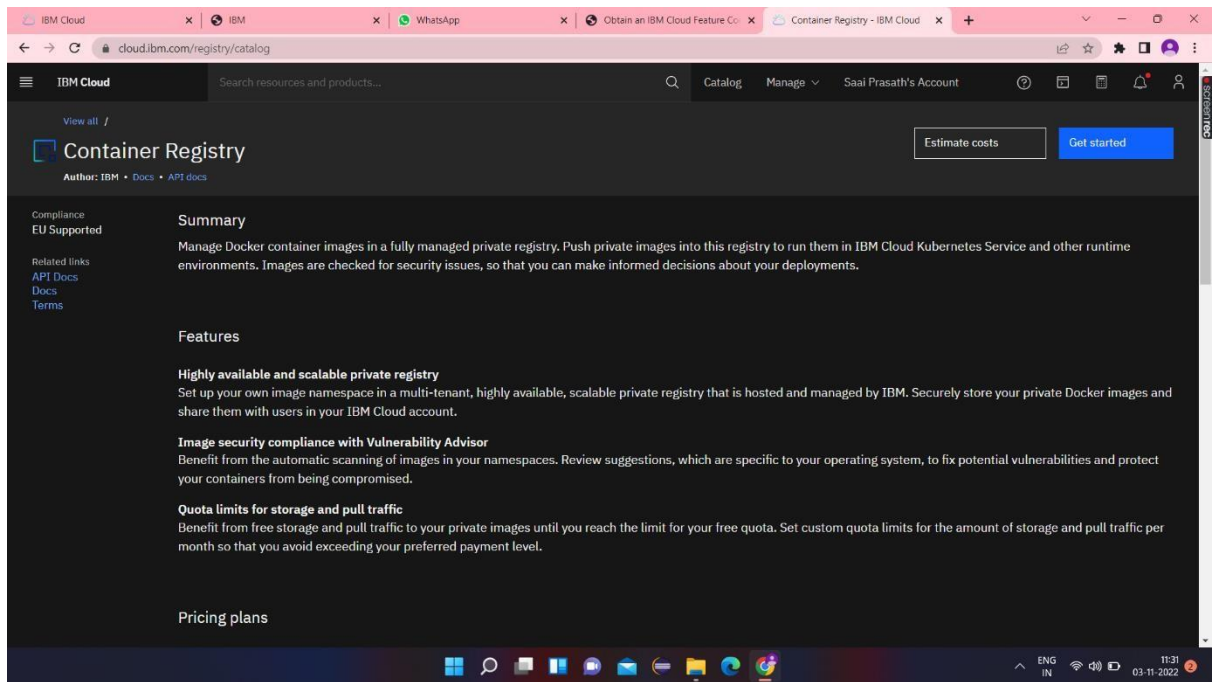 IBM Cloud
IBM
WhatsApp
Obtain an IBM Cloud Feature Co
Container Registry - IBM Cloud
cloud.ibm.com/registry/catalog
IBM Cloud
Search resources and products...
Catalog
Manage
Saai Prasath's Account
View all /
Container Registry
Author: IBM • Docs • API docs
Estimate costs
Get started
screenrec
Compliance
EU Supported
Related links
API Docs
Docs
Terms
Summary
Manage Docker container images in a fully managed private registry. Push private images into this registry to run them in IBM Cloud Kubernetes Service and other runtime
environments. Images are checked for security issues, so that you can make informed decisions about your deployments.
Features
Highly available and scalable private registry
Set up your own image namespace in a multi-tenant, highly available, scalable private registry that is hosted and managed by IBM. Securely store your private Docker images and
share them with users in your IBM Cloud account.
Image security compliance with Vulnerability Advisor
Benefit from the automatic scanning of images in your namespaces. Review suggestions, which are specific to your operating system, to fix potential vulnerabilities and protect
your containers from being compromised.
Quota limits for storage and pull traffic
Benefit from free storage and pull traffic to your private images until you reach the limit for your free quota. Set custom quota limits for the amount of storage and pull traffic per
month so that you avoid exceeding your preferred payment level.
Pricing plans
ENG
IN
11:31
03-11-2022
2